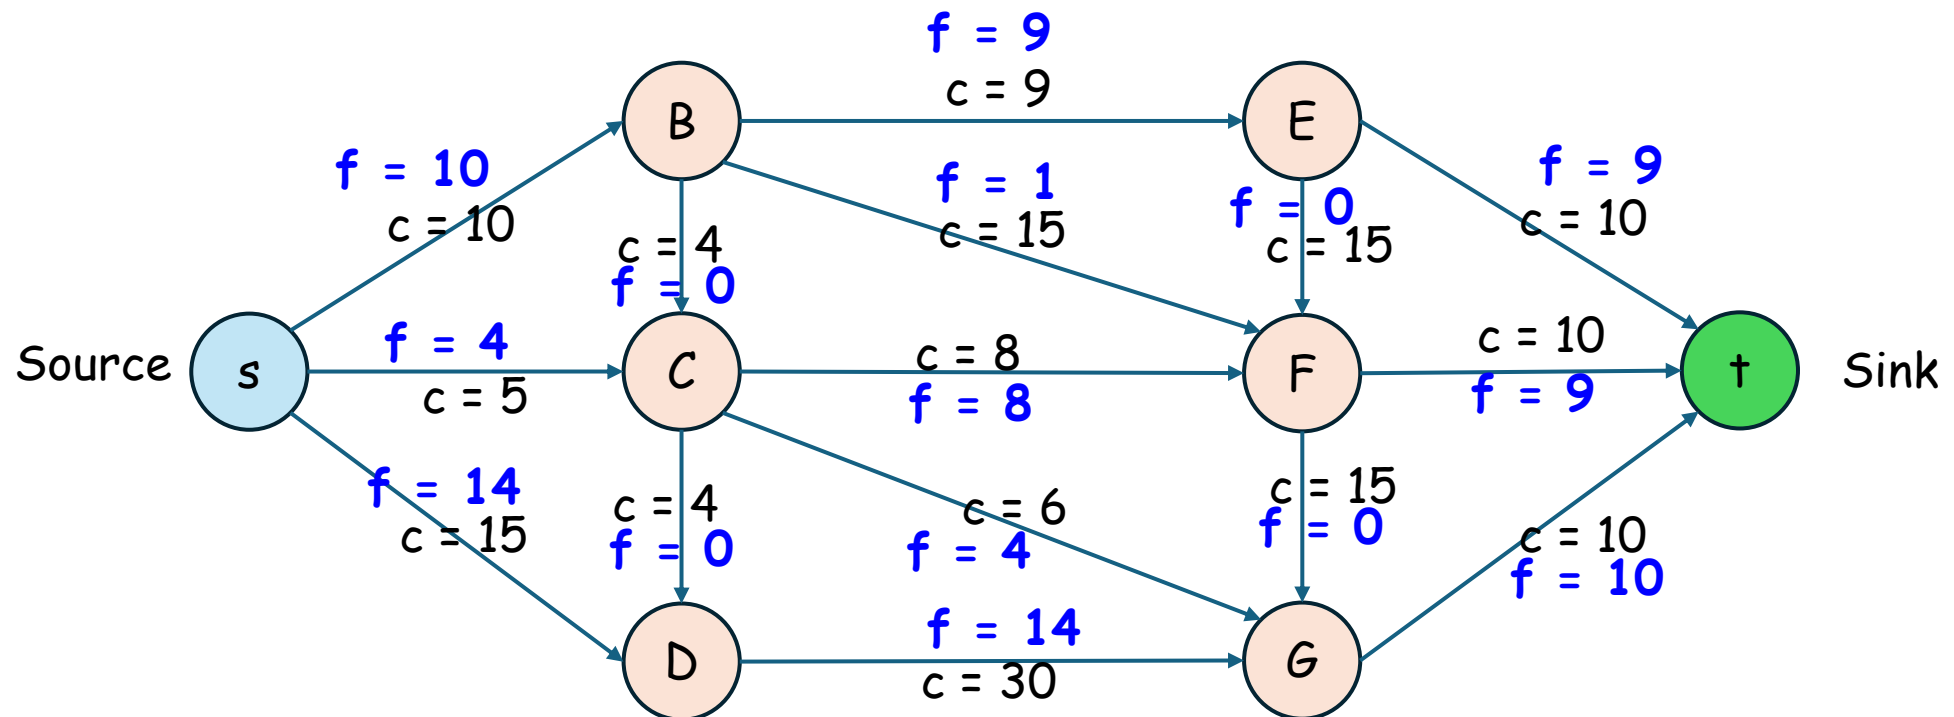 f = 9
c = 9
B
E
f = 10
c = 10
f = 1
c = 15
f = 0
c = 15
f = 9
c = 10
c = 4
f = 0
Source
s
f = 4
c = 5
C
c = 8
f = 8
F
c = 10
f = 9
t
Sink
f = 14
c = 15
c = 4
f = 0
c = 6
f = 4
c = 15
f = 0
c = 10
f = 10
D
f = 14
c = 30
G